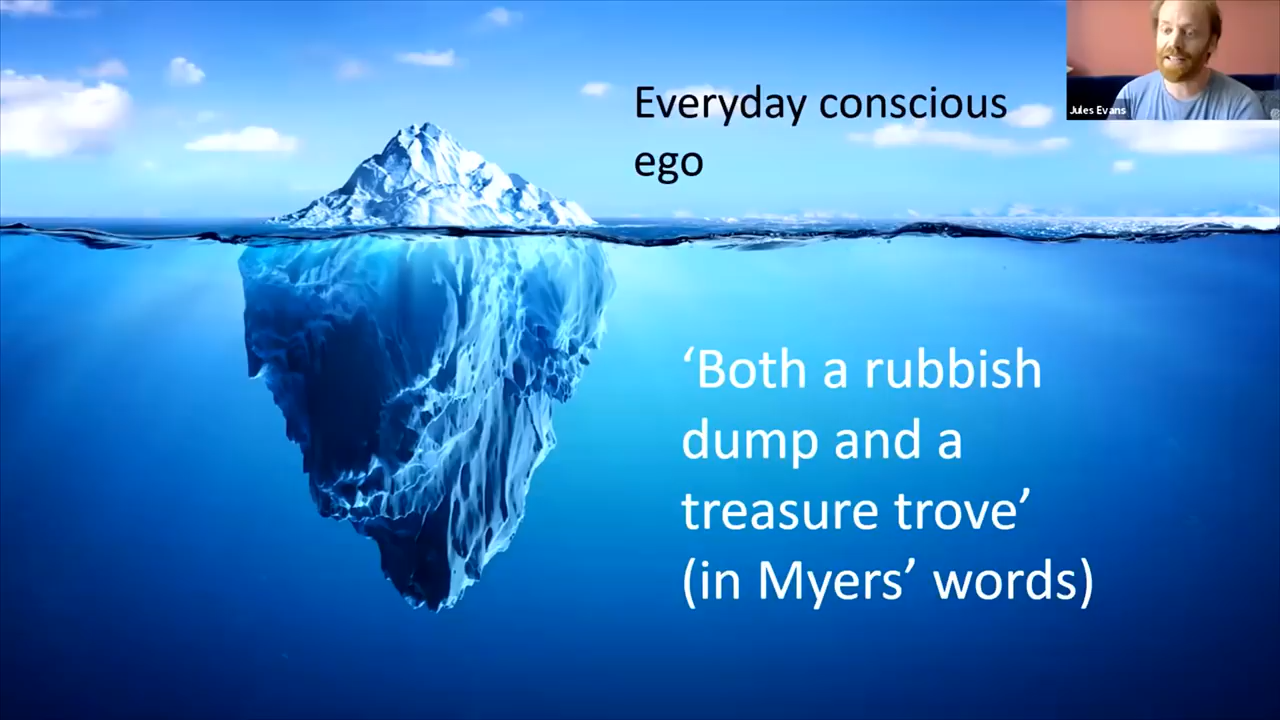 Everyday conscious
ego
Jules Evans
‘Both a rubbish
dump and a
treasure trove’
(in Myers’ words)